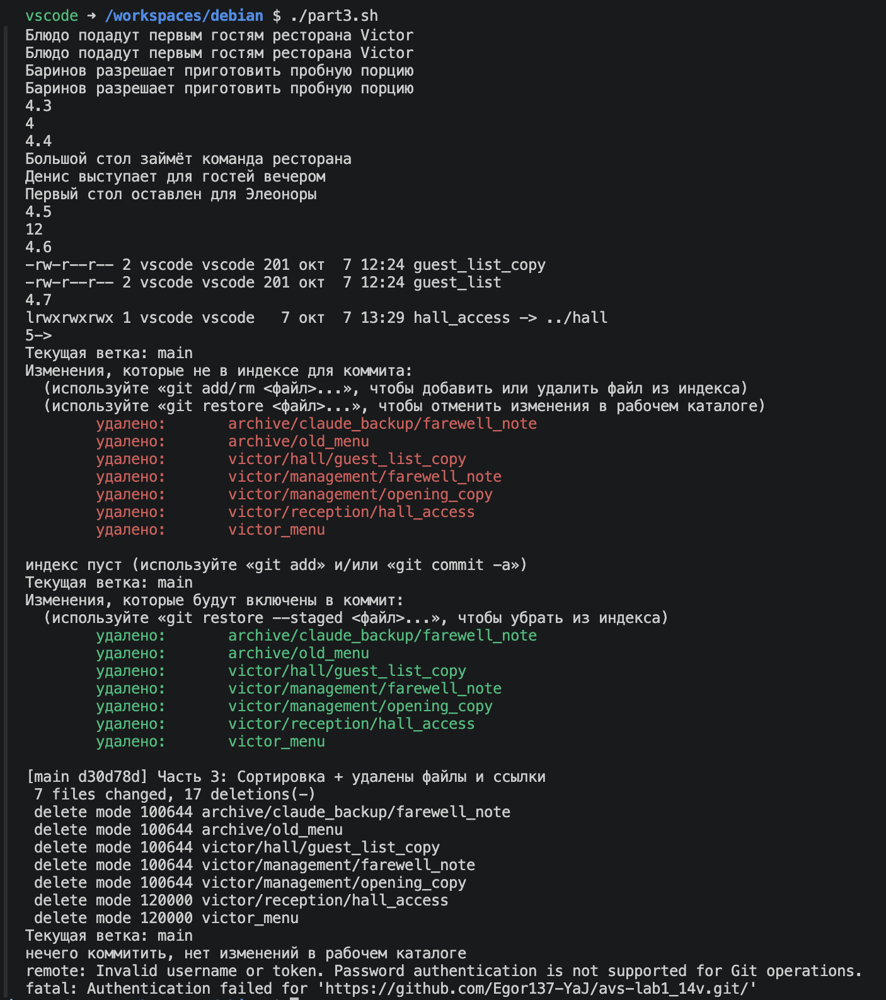 vscode → /workspaces/debian $ ./part3.sh
Блюдо подадут первым гостям ресторана Victor
Блюдо подадут первым гостям ресторана Victor
Баринов разрешает приготовить пробную порцию
Баринов разрешает приготовить пробную порцию
4.3
4
4.4
Большой стол займёт команда ресторана
Денис выступает для гостей вечером
Первый стол оставлен для Элеоноры
4.5
12
4.6
-rw-r--r-- 2 vscode vscode 201 окт  7 12:24 guest_list_copy
-rw-r--r-- 2 vscode vscode 201 окт  7 12:24 guest_list
4.7
lrwxrwxrwx 1 vscode vscode   7 окт  7 13:29 hall_access -> ../hall
5->
Текущая ветка: main
Изменения, которые не в индексе для коммита:
  (используйте «git add/rm <файл>...», чтобы добавить или удалить файл из индекса)
  (используйте «git restore <файл>...», чтобы отменить изменения в рабочем каталоге)
        удалено:       archive/claude_backup/farewell_note
        удалено:       archive/old_menu
        удалено:       victor/hall/guest_list_copy
        удалено:       victor/management/farewell_note
        удалено:       victor/management/opening_copy
        удалено:       victor/reception/hall_access
        удалено:       victor_menu
индекс пуст (используйте «git add» и/или «git commit -a»)
Текущая ветка: main
Изменения, которые будут включены в коммит:
  (используйте «git restore --staged <файл>...», чтобы убрать из индекса)
        удалено:       archive/claude_backup/farewell_note
        удалено:       archive/old_menu
        удалено:       victor/hall/guest_list_copy
        удалено:       victor/management/farewell_note
        удалено:       victor/management/opening_copy
        удалено:       victor/reception/hall_access
        удалено:       victor_menu
[main d30d78d] Часть 3: Сортировка + удалены файлы и ссылки
 7 files changed, 17 deletions(-)
 delete mode 100644 archive/claude_backup/farewell_note
 delete mode 100644 archive/old_menu
 delete mode 100644 victor/hall/guest_list_copy
 delete mode 100644 victor/management/farewell_note
 delete mode 100644 victor/management/opening_copy
 delete mode 120000 victor/reception/hall_access
 delete mode 120000 victor_menu
Текущая ветка: main
нечего коммитить, нет изменений в рабочем каталоге
remote: Invalid username or token. Password authentication is not supported for Git operations.
fatal: Authentication failed for 'https://github.com/Egor137-YaJ/avs-lab1_14v.git/'